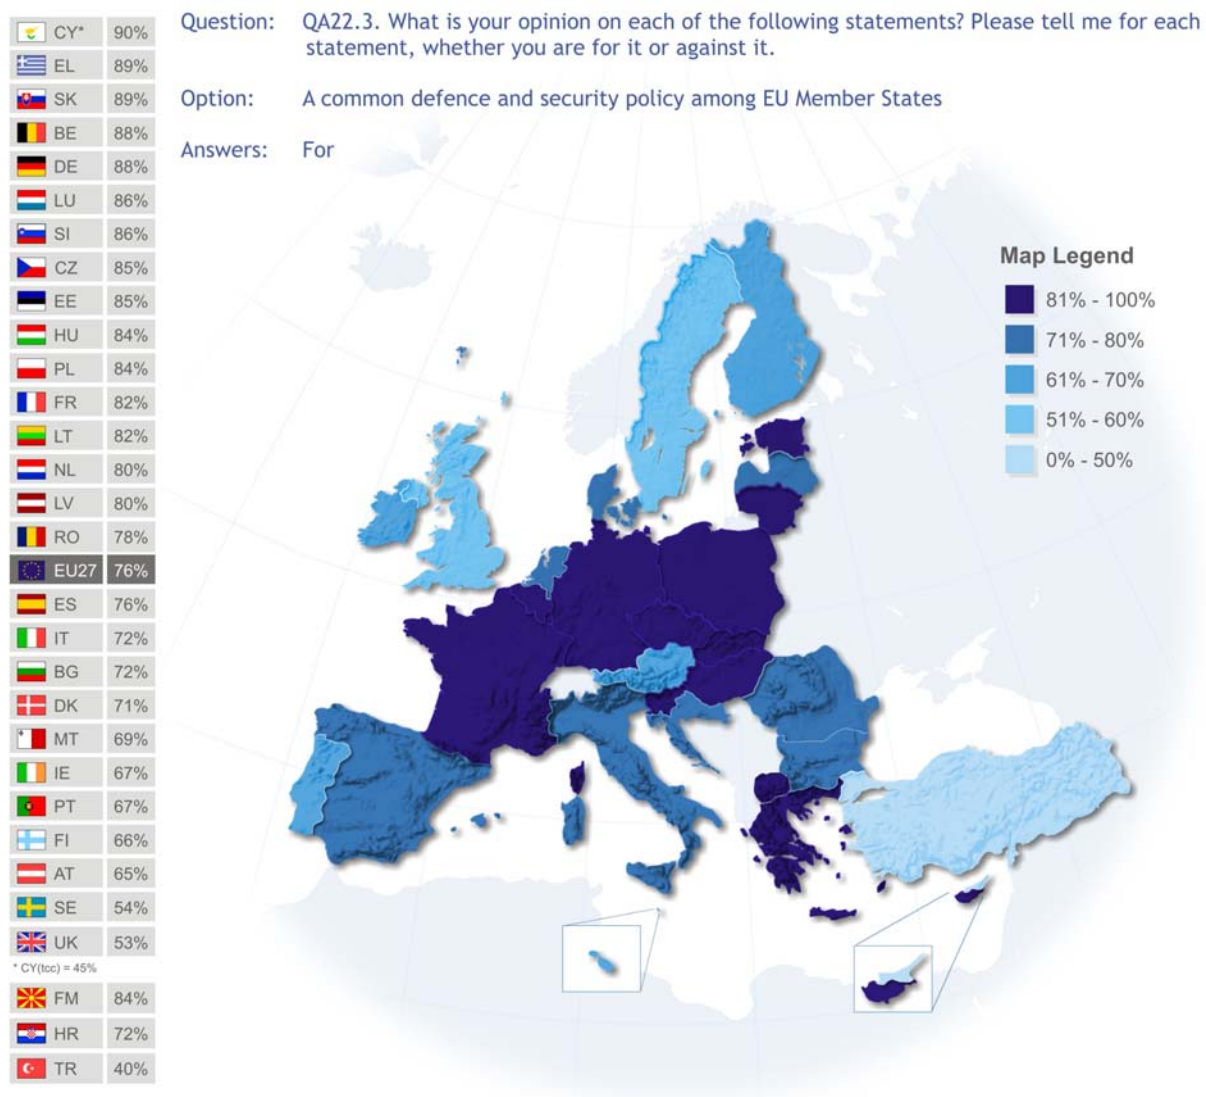 Question: QA22.3. What is your opinion on each of the following statements? Please tell me for each
statement, whether you are for it or against it.
Option: A common defence and security policy among EU Member States
Answers: For
CY* 90%
EL 89%
SK 89%
BE 88%
DE 88%
LU 86%
SI 86%
CZ 85%
EE 85%
HU 84%
PL 84%
FR 82%
LT 82%
NL 80%
LV 80%
RO 78%
EU27 76%
ES 76%
IT 72%
BG 72%
DK 71%
MT 69%
IE 67%
PT 67%
FI 66%
AT 65%
SE 54%
UK 53%
* CY(tcc) = 45%
FM 84%
HR 72%
TR 40%
Map Legend
81% - 100%
71% - 80%
61% - 70%
51% - 60%
0% - 50%